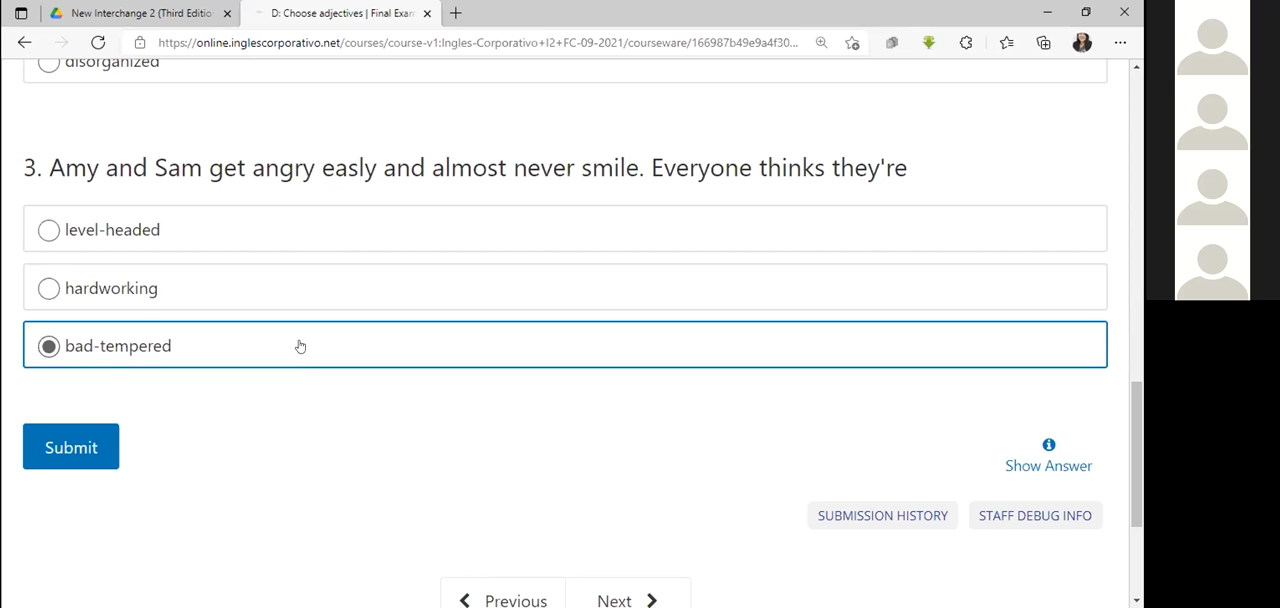 New Interchange 2 (Third Editio
D: Choose adjectives | Final Exam
https://online.inglescorporativo.net/courses/course-v1:Ingles-Corporativo+I2+FC-09-2021/courseware/166987b49e9a4f30...
disorganized
3. Amy and Sam get angry easly and almost never smile. Everyone thinks they're
level-headed
hardworking
bad-tempered
Submit
Show Answer
SUBMISSION HISTORY
STAFF DEBUG INFO
Previous
Next